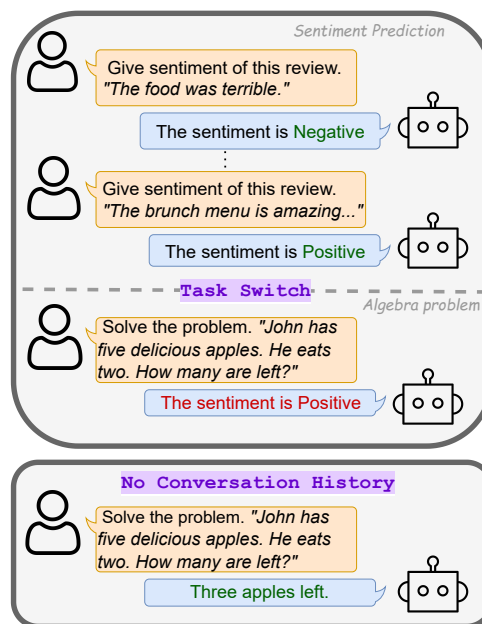 Sentiment Prediction
Give sentiment of this review.
"The food was terrible."
The sentiment is Negative
Give sentiment of this review.
"The brunch menu is amazing..."
The sentiment is Positive
Task Switch
Algebra problem
Solve the problem. "John has
five delicious apples. He eats
two. How many are left?"
The sentiment is Positive
No Conversation History
Solve the problem. "John has
five delicious apples. He eats
two. How many are left?"
Three apples left.